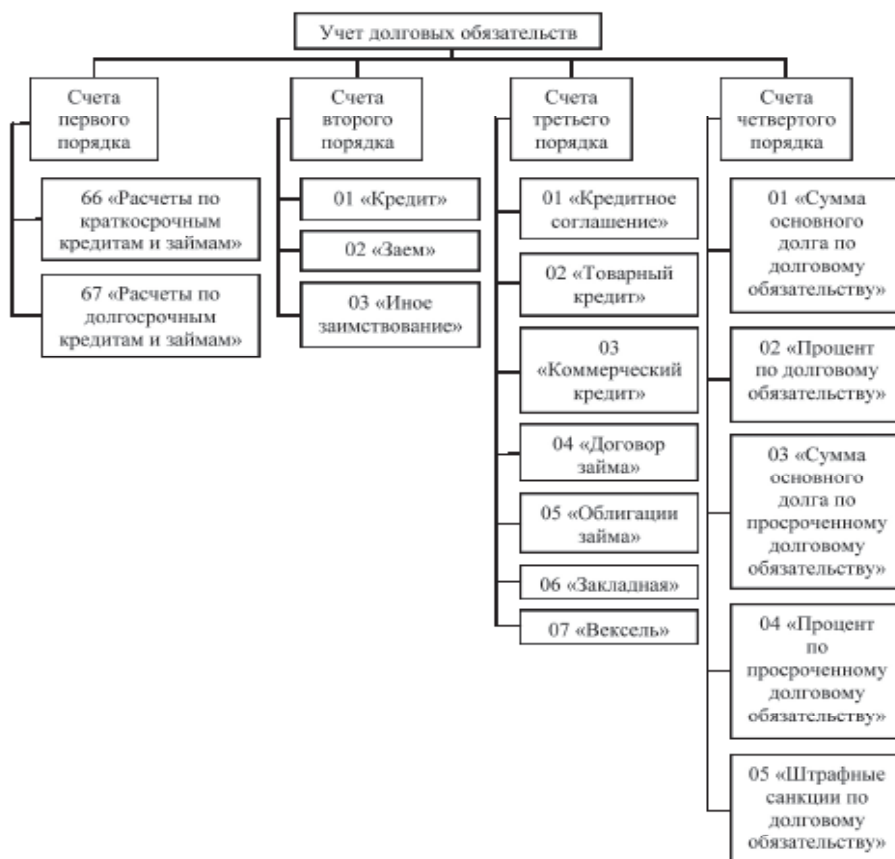 Учет долговых обязательств
Счета
первого
порядка
66 «Расчеты по
краткосрочным
кредитам и займам»
67 «Расчеты по
долгосрочным
кредитам и займам»
Счета
второго
порядка
01 «Кредит»
02 «Заем»
03 «Иное
заимствование»
Счета
третьего
порядка
01 «Кредитное
соглашение»
02 «Товарный
кредит»
03
«Коммерческий
кредит»
04 «Договор
займа»
05 «Облигации
займа»
06 «Закладная»
07 «Вексель»
Счета
четвертого
порядка
01 «Сумма
основного
долга по
долговому
обязательству»
02 «Процент
по долговому
обязательству»
03 «Сумма
основного
долга по
просроченному
долговому
обязательству»
04 «Процент
по
просроченному
долговому
обязательству»
05 «Штрафные
санкции по
долговому
обязательству»